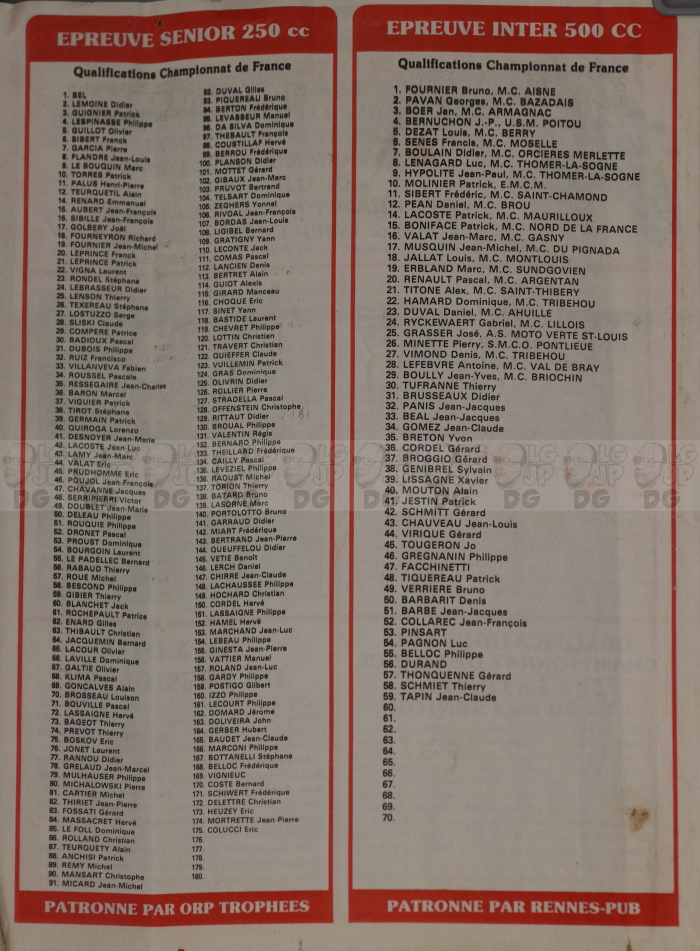 EPREUVE SENIOR 250 cc
Qualifications Championnat de France
1. BEL
2. LEMOINE Didier
3. GUIGNIER Patrick
4. LESPINASSE Philippe
5. GUILLOT Olivier
6. SIBERT Franck
7. GARCIA Pierre
8. FLANDRE Jean-Louis
9. LE BOUQUIN Marc
10. TORRES Patrick
11. PALUS Henri-Pierre
12. TEURQUETIL Alain
14. RENARD Emmanuel
15. AUBERT Jean-François
16. SIBILLE Jean-François
17. GOLBERY Joël
18. FOURNEYRON Richard
19. FOURNIER Jean-Michel
20. LEPRINCE Franck
21. LEPRINCE Patrick
22. VIGNA Laurent
23. RONDEL Stéphane
24. LEBRASSEUR Didier
25. LENSON Thierry
26. TEXEREAU Stéphane
27. LOSTUZZO Serge
28. SLISKI Claude
29. COMPERE Patrice
30. BADIOUX Pascal
31. DUBOIS Philippe
32. RUIZ Francisco
33. VILLANVEVA Fabien
34. ROUSSEL Pascale
35. RESSEGAIRE Jean-Charles
36. BARON Marcel
37. VIGUIER Patrick
38. TIROT Stéphane
39. GERMAIN Patrick
40. QUIROGA Lorenzo
41. DESNOYER Jean-Marie
42. LACOSTE Jean-Luc
43. LAMY Jean-Marc
44. VALAT Eric
45. PRUDHOMME Eric
46. POUJOL Jean-François
47. CHAVANNE Jacques
48. SERRIPIERRI Victor
49. DOUBLET Jean-Marie
50. DELEAU Philippe
51. ROUQUIE Philippe
52. DRONET Pascal
53. PROUST Dominique
54. BOURGOIN Laurent
55. LE PADELLEC Bernard
56. RABAUD Thierry
57. ROUE Michel
58. BESCOND Philippe
59. GIBIER Thierry
60. BLANCHET Jack
61. ROCHEPAULT Patrice
62. ENARD Gilles
63. THIBAULT Christian
64. JACQUEMIN Bernard
65. LACOUR Olivier
66. LAVILLE Dominique
67. GALTIE Olivier
68. KLIMA Pascal
69. GONCALVES Alain
70. BROSSEAU Louison
71. BOUVILLE Pascal
72. LASSAIGNE Hervé
73. BAGEOT Thierry
74. PREVOT Thierry
75. BOSKOV Eric
76. JONET Laurent
77. RANNOU Didier
78. GRELAUD Jean-Marcel
79. MULHAUSER Philippe
80. MICHALOWSKI Pierre
81. CARTIER Michel
82. THIRIET Jean-Pierre
83. FOSSATI Gérard
84. MASSACRET Hervé
85. LE FOLL Dominique
86. ROLLAND Christian
87. TEURQUETY Alain
88. ANCHISI Patrick
89. REMY Michel
90. MANSART Christophe
91. MICARD Jean-Michel
92. DUVAL Gilles
93. PIQUEREAU Bruno
94. BERTON Frédérique
95. LEVASSEUR Manuel
96. DA SILVA Dominique
97. THEBAULT François
98. COUSTILLAF Hervé
99. BERROU Frédérique
100. PLANSON Didier
101. MOTTET Gérard
102. GIBAUX Jean-Marc
103. PRUVOT Bertrand
104. TELSART Dominique
105. ZEGHERS Yonnel
106. RIVOAL Jean-François
107. BORDAS Jean-Louis
108. LIGIBEL Bernard
109. GRATIGNY Yann
110. LECONTE Jack
111. COMAS Pascal
112. LANCIEN Denis
113. BERTRET Alain
114. GUIOT Alexis
115. GIRARD Manceau
116. CHOQUE Eric
117. SINET Yann
118. BASTIDE Laurent
119. CHEVRET Philippe
120. LOTTIN Christian
121. TRAVERT Christian
122. QUIEFFER Claude
123. VUILLEMIN Patrick
124. GRAS Dominique
125. OLIVRIN Didier
126. ROLLIER Pierre
127. STRADELLA Pascal
128. OFFENSTEIN Christophe
129. RITTAUT Didier
130. BROUAL Philippe
131. VALENTIN Régis
132. BERNARD Philippe
133. THEILLARD Frédérique
134. CAILLY Pascal
135. LEVEZIEL Philippe
136. RAOUST Michel
137. TORION Thierry
138. BATARD Bruno
139. LASORNE Marc
140. PORTOLOTTO Bruno
141. GARRAUD Didier
142. MIART Frédérique
143. BERTRAND Jean-Pierre
144. QUEUFFELOU Didier
145. VETIE Benoît
146. LERCH Daniel
147. CHIRRE Jean-Claude
148. LACHAUSSEE Philippe
149. HOCHARD Christian
150. CORDEL Hervé
151. LASSAIGNE Philippe
152. HAMEL Hervé
153. MARCHAND Jean-Luc
154. LEBEAU Philippe
155. GINESTA Jean-Pierre
156. VATTIER Manuel
157. ROLAND Jean-Luc
158. GARDY Philippe
159. POSTIGO Gilbert
160. IZZO Philippe
161. LECOURT Philippe
162. DOMARD Jérome
163. DOLIVEIRA John
164. GERBER Hubert
165. BAUDET Jean-Claude
166. MARCONI Philippe
167. BOTTANELLI Stéphane
168. BELLOC Frédérique
169. VIGNIEUC
170. COSTE Bernard
171. SCHIWERT Frédérique
172. DELETTRE Christian
173. HEUZEY Eric
174. MORTRETTE Jean-Pierre
175. COLUCCI Eric
176.
177.
178.
179.
180.
PATRONNE PAR ORP TROPHEES
EPREUVE INTER 500 CC
Qualifications Championnat de France
1. FOURNIER Bruno, M.C. AISNE
2. PAVAN Georges, M.C. BAZADAIS
3. BOER Jan, M.C. ARMAGNAC
4. BERNUCHON J.-P., U.S.M. POITOU
5. DEZAT Louis, M.C. BERRY
6. SENES Francis, M.C. MOSELLE
7. BOULAIN Didier, M.C. ORCIERES MERLETTE
8. LENAGARD Luc, M.C. THOMER-LA-SOGNE
9. HYPOLITE Jean-Paul, M.C. THOMER-LA-SOGNE
10. MOLINIER Patrick, E.M.C.M.
11. SIBERT Frédéric, M.C. SAINT-CHAMOND
12. PEAN Daniel, M.C. BROU
14. LACOSTE Patrick, M.C. MAURILLOUX
15. BONIFACE Patrick, M.C. NORD DE LA FRANCE
16. VALAT Jean-Marc, M.C. GASNY
17. MUSQUIN Jean-Michel, M.C. DU PIGNADA
18. JALLAT Louis, M.C. MONTLOUIS
19. ERBLAND Marc, M.C. SUNDGOVIEN
20. RENAULT Pascal, M.C. ARGENTAN
21. TITONE Alex, M.C. SAINT-THIBERY
22. HAMARD Dominique, M.C. TRIBEHOU
23. DUVAL Daniel, M.C. AHUILLE
24. RYCKEWAERT Gabriel, M.C. LILLOIS
25. GRASSER José, A.S. MOTO VERTE ST-LOUIS
26. MINETTE Pierry, S.M.C.O. PONTLIEUE
27. VIMOND Denis, M.C. TRIBEHOU
28. LEFEBVRE Antoine, M.C. VAL DE BRAY
29. BOULLY Jean-Yves, M.C. BRIOCHIN
30. TUFRANNE Thierry
31. BRUSSEAUX Didier
32. PANIS Jean-Jacques
33. BEAL Jean-Jacques
34. GOMEZ Jean-Claude
35. BRETON Yvon
36. CORDEL Gérard
37. BROGGIO Gérard
38. GENIBREL Sylvain
39. LISSAGNE Xavier
40. MOUTON Alain
41. JESTIN Patrick
42. SCHMITT Gérard
43. CHAUVEAU Jean-Louis
44. VIRIQUE Gérard
45. TOUGERON Jo
46. GREGNANIN Philippe
47. FACCHINETTI
48. TIQUEREAU Patrick
49. VERRIERE Bruno
50. BARBARIT Denis
51. BARBE Jean-Jacques
52. COLLAREC Jean-François
53. PINSART
54. PAGNON Luc
55. BELLOC Philippe
56. DURAND
57. THONQUENNE Gérard
58. SCHMIET Thierry
59. TAPIN Jean-Claude
60.
61.
62.
63.
64.
65.
66.
67.
68.
69.
70.
PATRONNE PAR RENNES-PUB